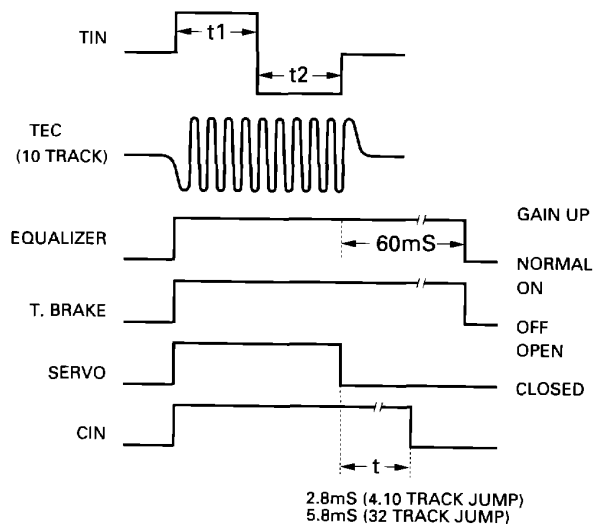 TIN
t1
t2
TEC
(10 TRACK)
EQUALIZER
GAIN UP
60mS
NORMAL
T. BRAKE
ON
OFF
SERVO
OPEN
CLOSED
CIN
t
2.8mS (4.10 TRACK JUMP)
5.8mS (32 TRACK JUMP)